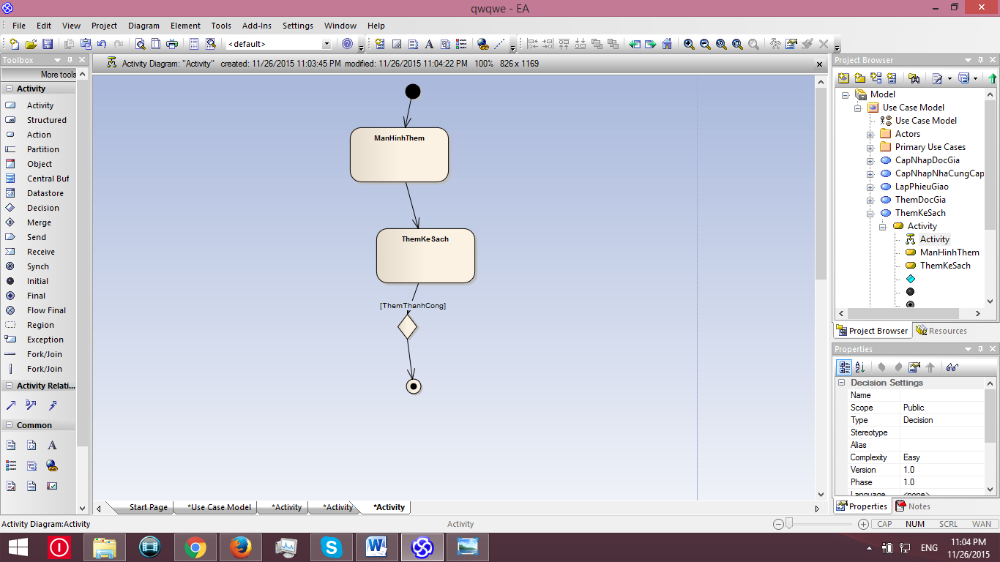 qwqwe - EA
File Edit View Project Diagram Element Tools Add-Ins Settings Window Help
<default>
Toolbox
More tools
Activity
Activity
Structured
Action
Partition
Object
Central Buf
Datastore
Decision
Merge
Send
Receive
Synch
Initial
Final
Flow Final
Region
Exception
Fork/Join
Fork/Join
Activity Relati...
Common
A
Activity Diagram: "Activity" created: 11/26/2015 11:03:45 PM modified: 11/26/2015 11:04:22 PM 100% 826 x 1169
ManHinhThem
ThemKeSach
[ThemThanhCong]
Start Page *Use Case Model *Activity *Activity *Activity
Project Browser
Model
Use Case Model
Use Case Model
Actors
Primary Use Cases
CapNhapDocGia
CapNhapNhaCungCap
LapPhieuGiao
ThemDocGia
ThemKeSach
Activity
Activity
ManHinhThem
ThemKeSach
Project Browser Resources
Properties
Decision Settings
Name
Scope Public
Type Decision
Stereotype
Alias
Complexity Easy
Version 1.0
Phase 1.0
Language <none>
Properties Notes
Activity Diagram:Activity Activity CAP NUM SCRL WAN
ENG 11:04 PM
11/26/2015